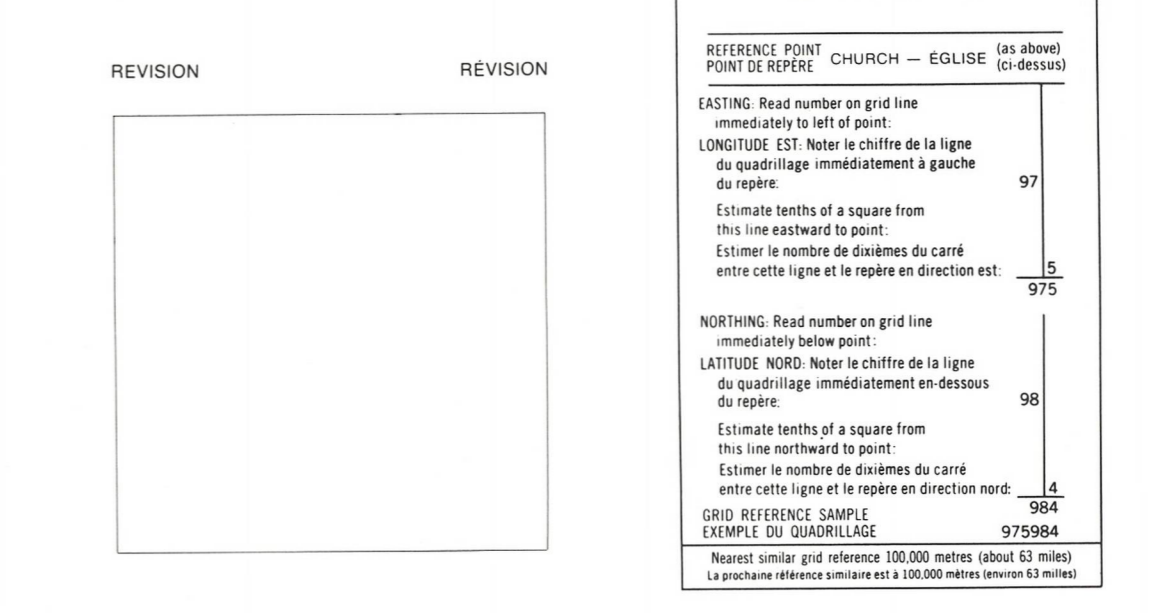 REVISION RÉVISION
REFERENCE POINT
POINT DE REPÈRE
CHURCH — ÉGLISE
(as above)
(ci-dessus)
EASTING: Read number on grid line
immediately to left of point:
LONGITUDE EST: Noter le chiffre de la ligne
du quadrillage immédiatement à gauche
du repère: 97
Estimate tenths of a square from
this line eastward to point:
Estimer le nombre de dixièmes du carré
entre cette ligne et le repère en direction est: 5
975
NORTHING: Read number on grid line
immediately below point:
LATITUDE NORD: Noter le chiffre de la ligne
du quadrillage immédiatement en-dessous
du repère: 98
Estimate tenths of a square from
this line northward to point:
Estimer le nombre de dixièmes du carré
entre cette ligne et le repère en direction nord: 4
984
GRID REFERENCE SAMPLE
EXEMPLE DU QUADRILLAGE 975984
Nearest similar grid reference 100,000 metres (about 63 miles)
La prochaine référence similaire est à 100,000 mètres (environ 63 milles)